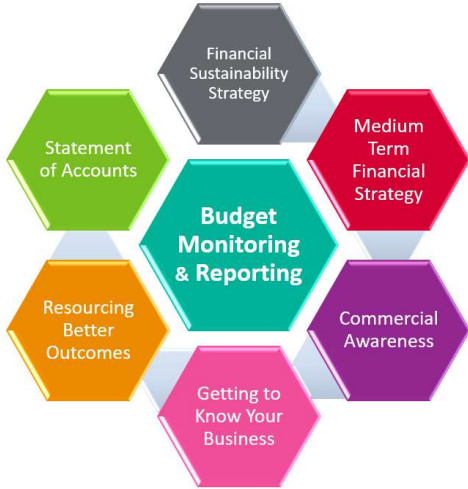 Financial
Sustainability
Strategy
Medium
Term
Financial
Strategy
Commercial
Awareness
Getting to
Know Your
Business
Resourcing
Better
Outcomes
Statement
of Accounts
Budget
Monitoring
& Reporting